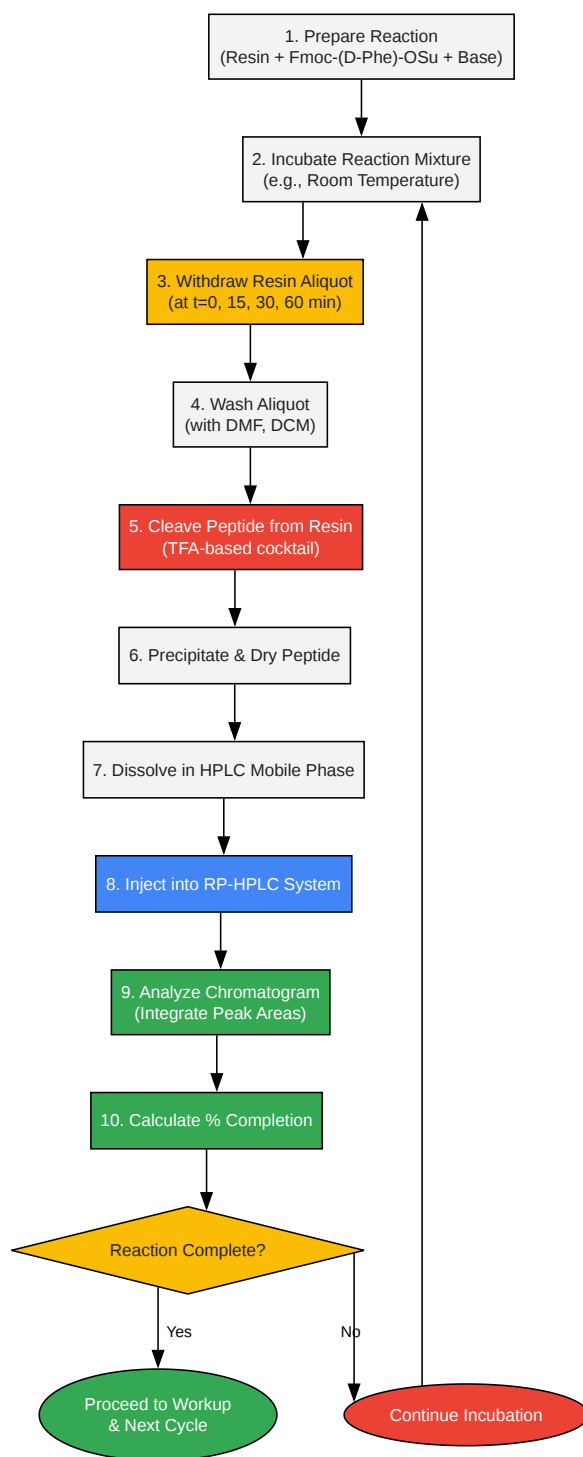 1. Prepare Reaction
(Resin + Fmoc-(D-Phe)-OSu + Base)
2. Incubate Reaction Mixture
(e.g., Room Temperature)
3. Withdraw Resin Aliquot
(at t=0, 15, 30, 60 min)
4. Wash Aliquot
(with DMF, DCM)
5. Cleave Peptide from Resin
(TFA-based cocktail)
6. Precipitate & Dry Peptide
7. Dissolve in HPLC Mobile Phase
8. Inject into RP-HPLC System
9. Analyze Chromatogram
(Integrate Peak Areas)
10. Calculate % Completion
Reaction Complete?
Yes
No
Proceed to Workup
& Next Cycle
Continue Incubation